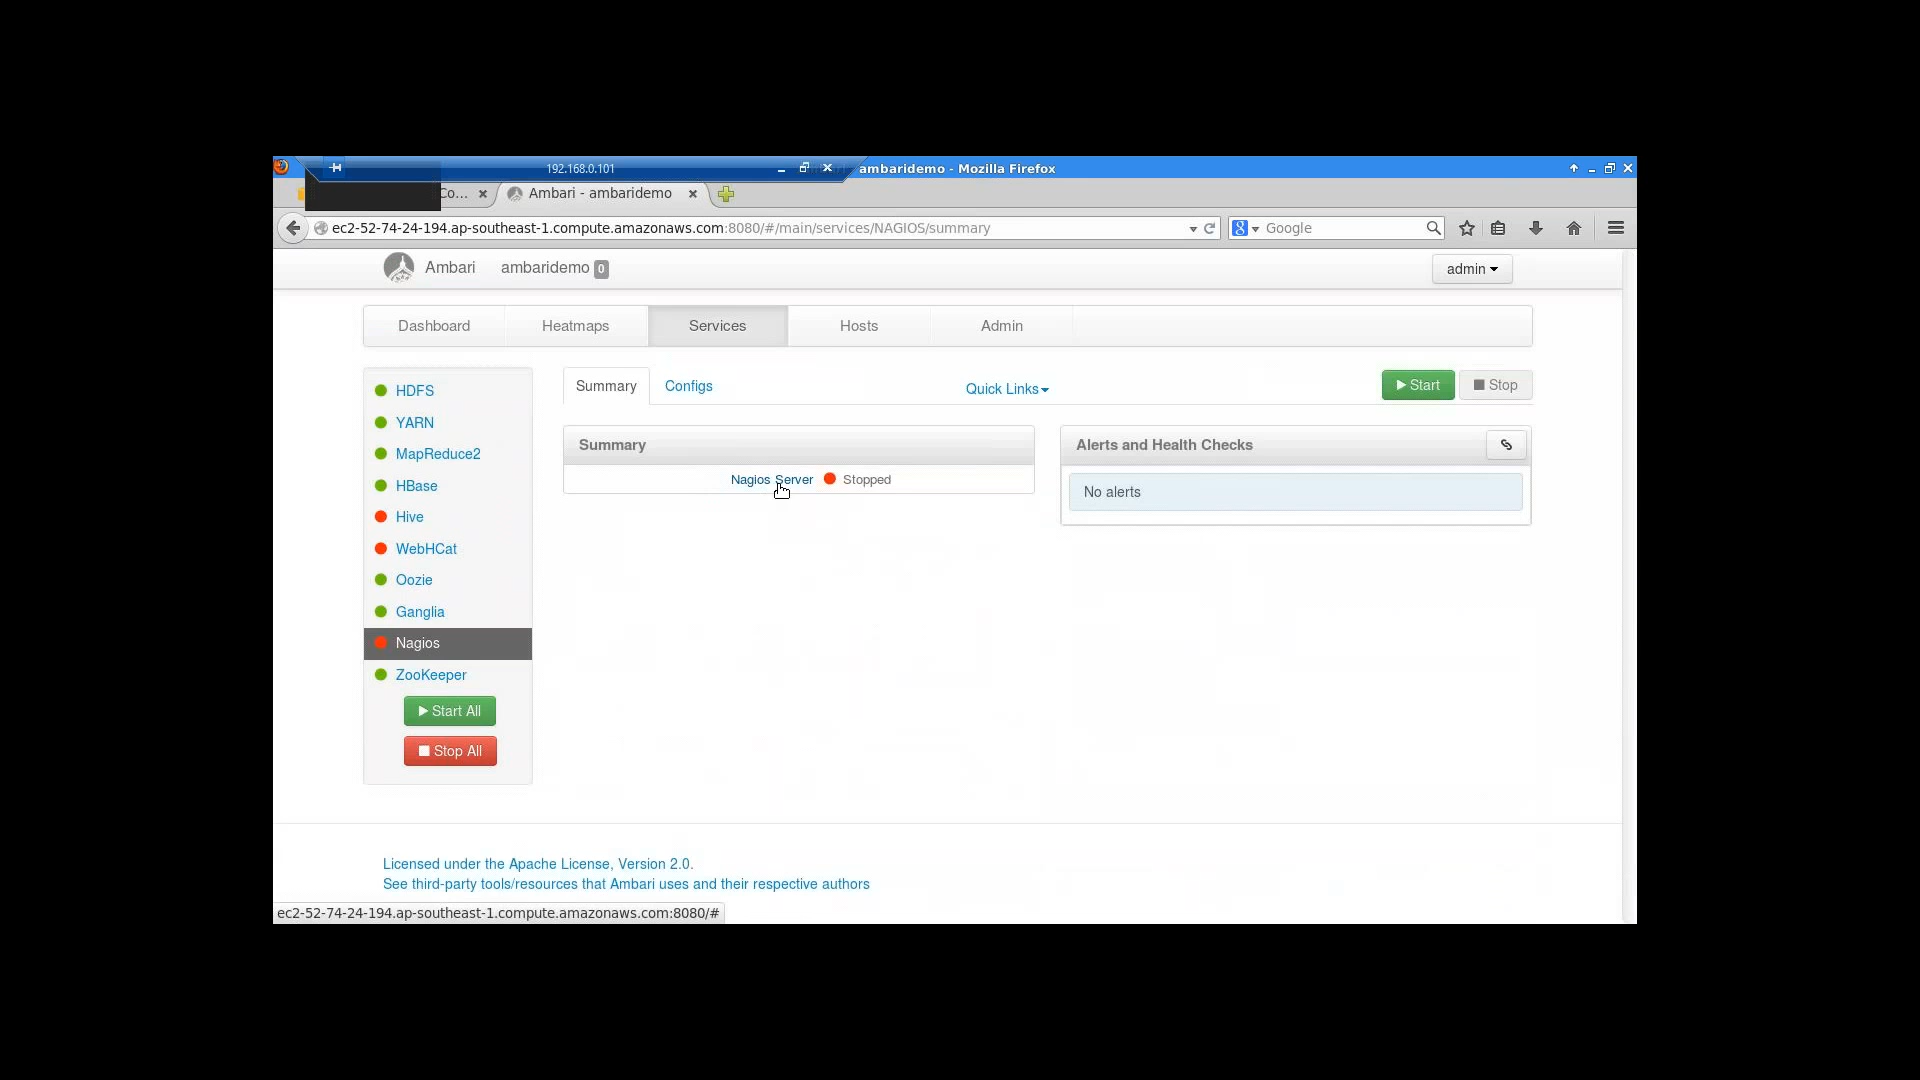 192.168.0.101
ambaridemo - Mozilla Firefox
Co...
Ambari - ambaridemo
ec2-52-74-24-194.ap-southeast-1.compute.amazonaws.com:8080/#/main/services/NAGIOS/summary
Google
Ambari
ambaridemo 0
admin
Dashboard
Heatmaps
Services
Hosts
Admin
HDFS
YARN
MapReduce2
HBase
Hive
WebHCat
Oozie
Ganglia
Nagios
ZooKeeper
Start All
Stop All
Summary
Configs
Quick Links
Start
Stop
Summary
Nagios Server
Stopped
Alerts and Health Checks
No alerts
Licensed under the Apache License, Version 2.0.
See third-party tools/resources that Ambari uses and their respective authors
ec2-52-74-24-194.ap-southeast-1.compute.amazonaws.com:8080/#